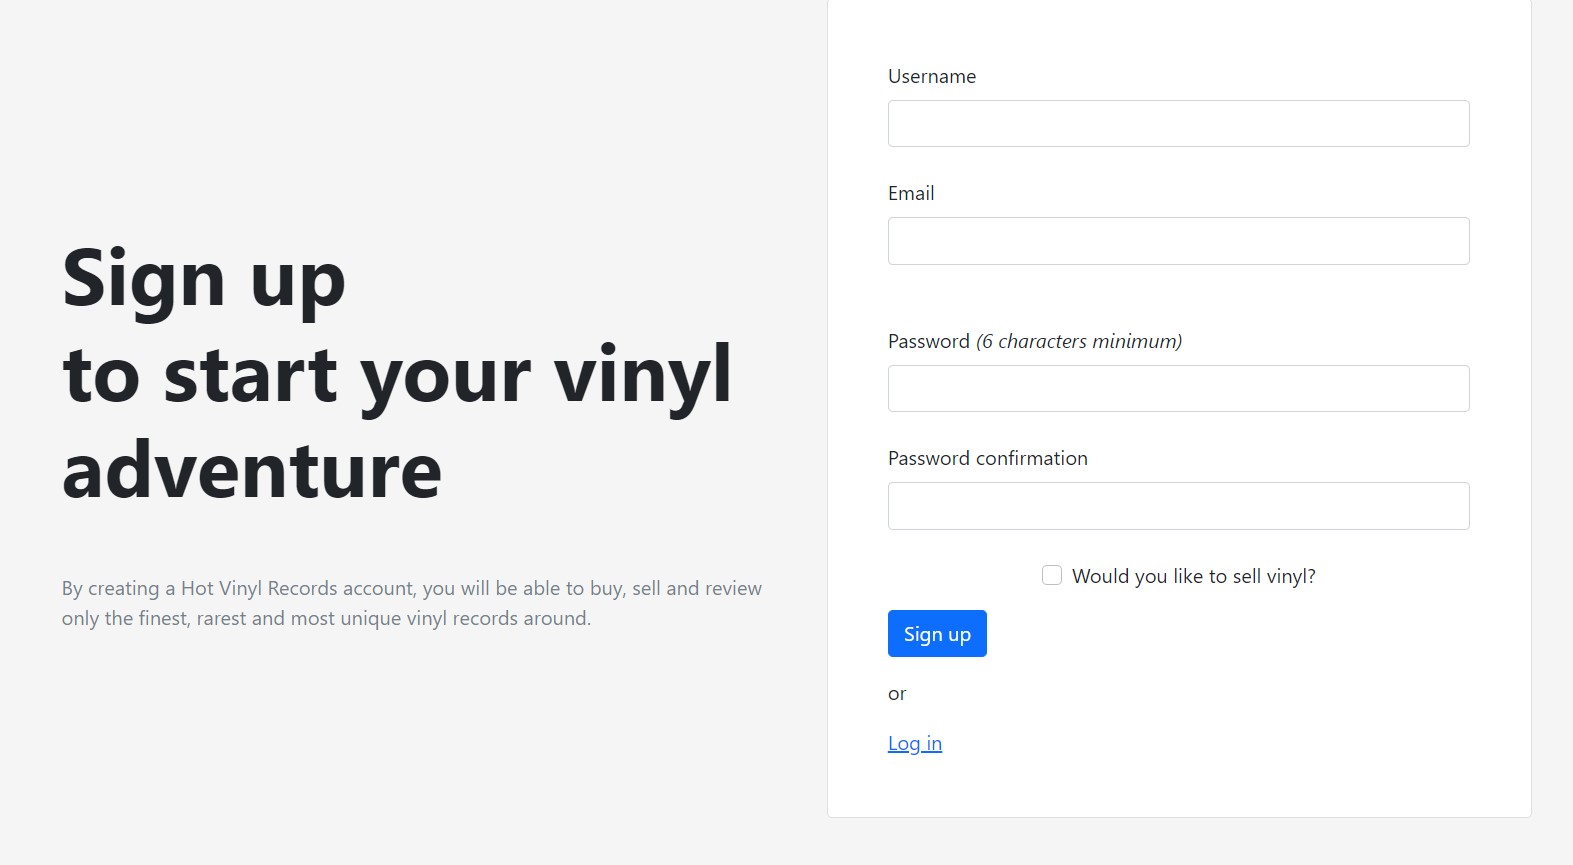 Sign up
to start your vinyl
adventure
By creating a Hot Vinyl Records account, you will be able to buy, sell and review
only the finest, rarest and most unique vinyl records around.
Username
Email
Password (6 characters minimum)
Password confirmation
Would you like to sell vinyl?
Sign up
or
Log in